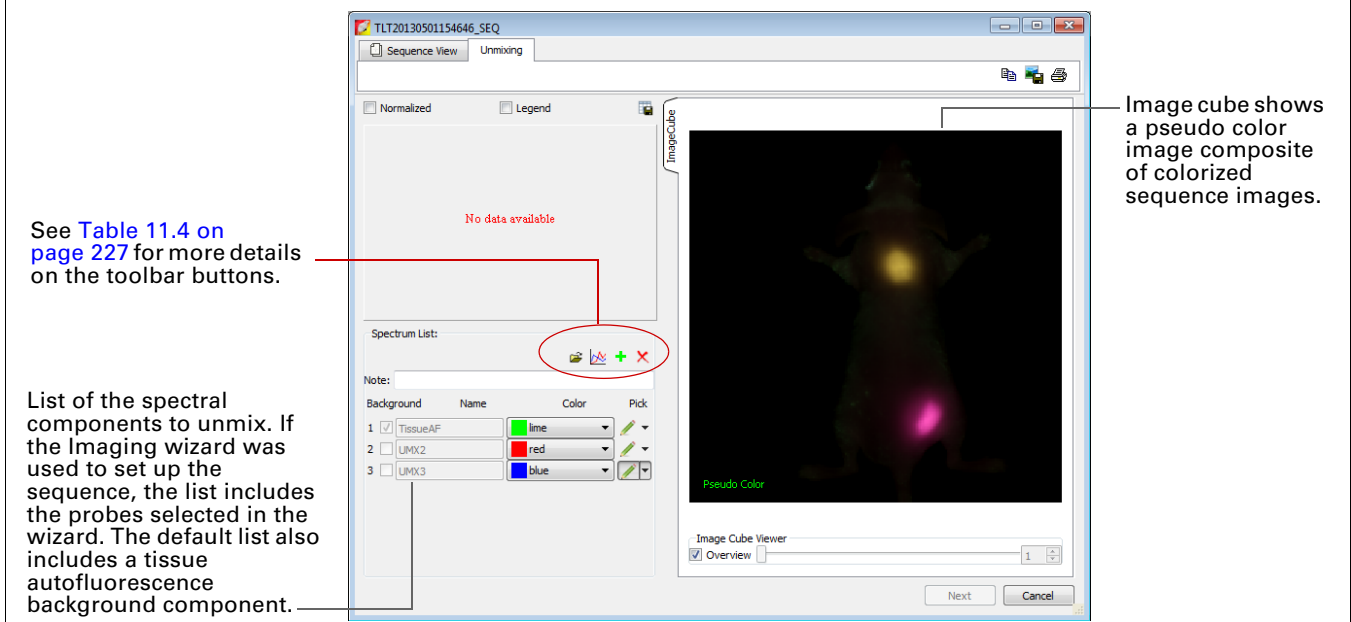 TLT20130501154646_SEQ
Sequence View Unmixing
Normalized Legend
ImageCube
No data available
Pseudo Color
Image cube shows
a pseudo color
image composite
of colorized
sequence images.
See Table 11.4 on
page 227 for more details
on the toolbar buttons.
Spectrum List:
Note:
Background Name Color Pick
1 TissueAF lime
2 UMX2 red
3 UMX3 blue
List of the spectral
components to unmix. If
the Imaging wizard was
used to set up the
sequence, the list includes
the probes selected in the
wizard. The default list also
includes a tissue
autofluorescence
background component.
Image Cube Viewer
Overview 1
Next Cancel